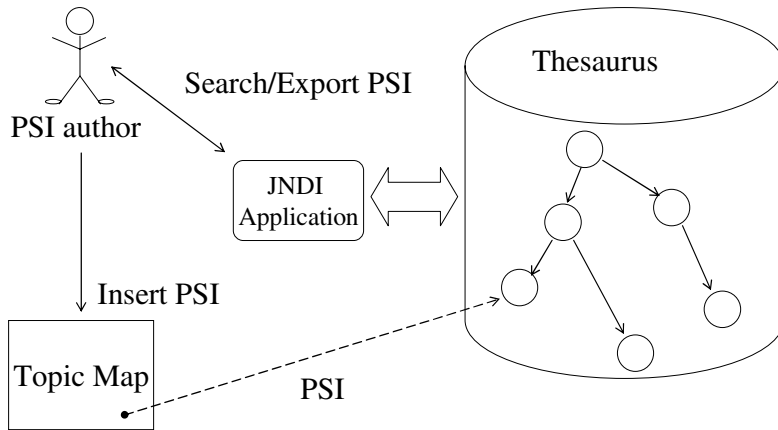 Thesaurus
Search/Export PSI
PSI author
JNDI
Application
Insert PSI
Topic Map
PSI